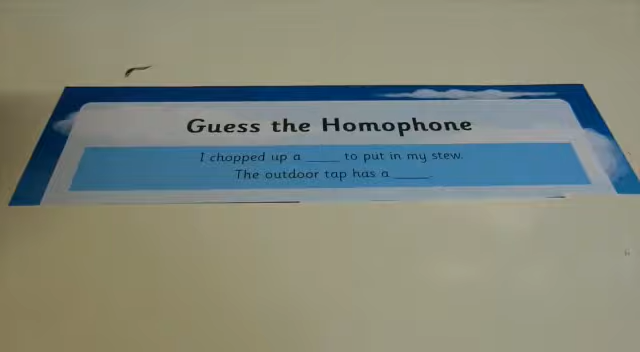 Guess the Homophone
I chopped up a _____ to put in my stew.
The outdoor tap has a _____.